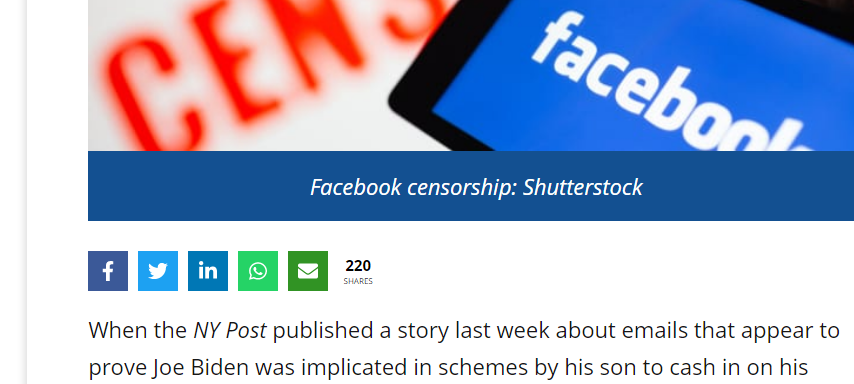 CENS
facebook
Facebook censorship: Shutterstock
220
SHARES
When the NY Post published a story last week about emails that appear to
prove Joe Biden was implicated in schemes by his son to cash in on his